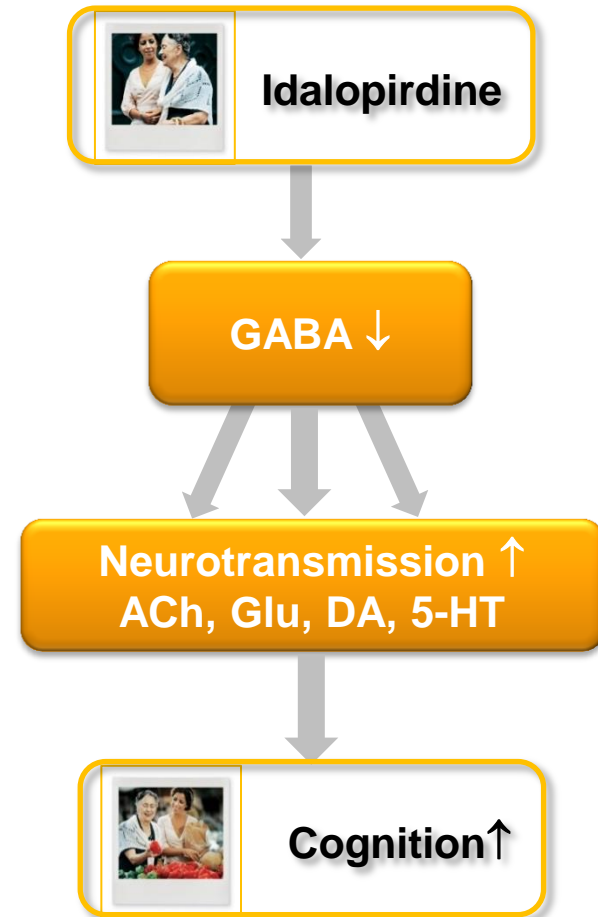 Idalopirdine
GABA ↓
Neurotransmission ↑
ACh, Glu, DA, 5-HT
Cognition↑